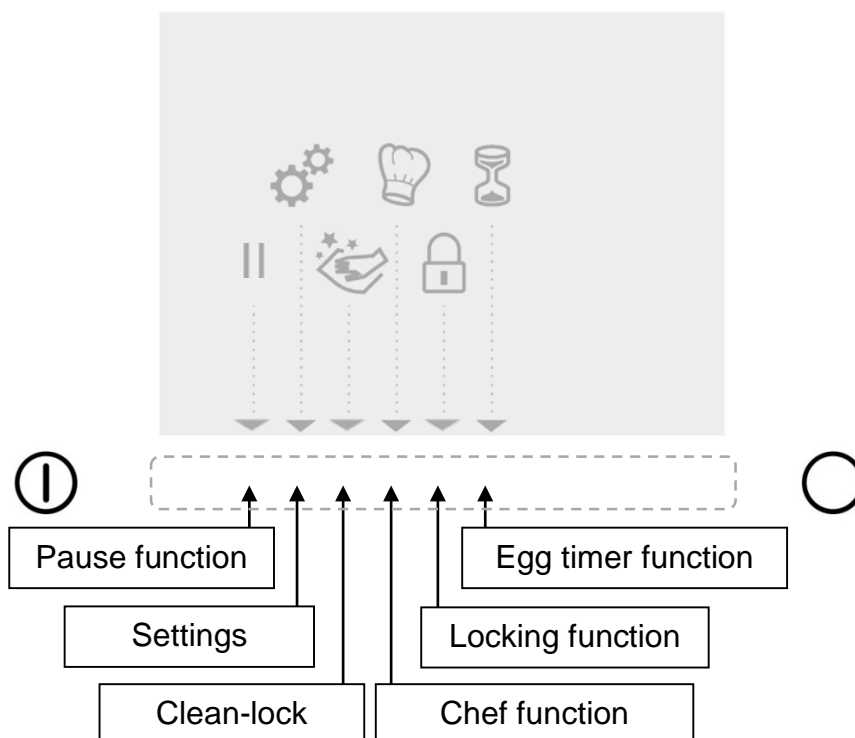 Pause function
Egg timer function
Settings
Locking function
Clean-lock
Chef function